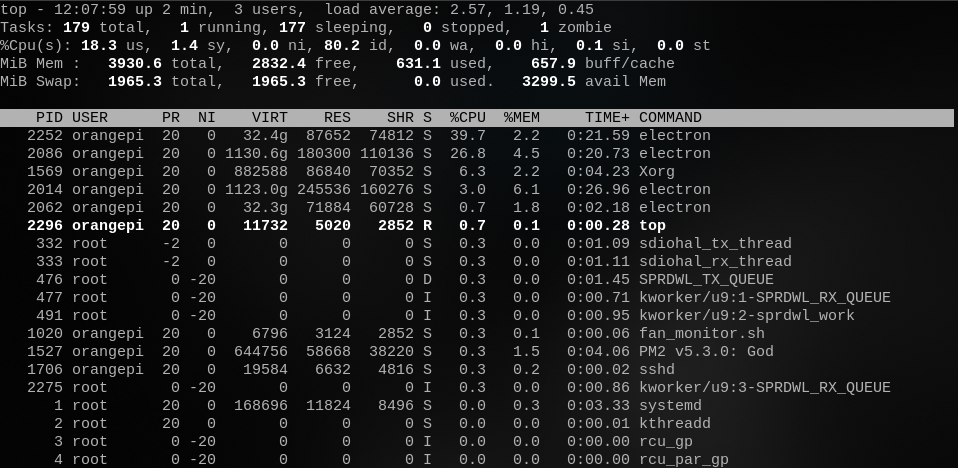 top - 12:07:59 up 2 min,  3 users,  load average: 2.57, 1.19, 0.45
Tasks: 179 total,   1 running, 177 sleeping,   0 stopped,   1 zombie
%Cpu(s): 18.3 us,  1.4 sy,  0.0 ni, 80.2 id,  0.0 wa,  0.0 hi,  0.1 si,  0.0 st
MiB Mem :   3930.6 total,   2832.4 free,    631.1 used,    657.9 buff/cache
MiB Swap:   1965.3 total,   1965.3 free,      0.0 used.   3299.5 avail Mem
    PID USER      PR  NI    VIRT    RES    SHR S  %CPU  %MEM     TIME+ COMMAND
   2252 orangepi  20   0   32.4g  87652  74812 S  39.7   2.2   0:21.59 electron
   2086 orangepi  20   0 1130.6g 180300 110136 S  26.8   4.5   0:20.73 electron
   1569 orangepi  20   0  882588  86840  70352 S   6.3   2.2   0:04.23 Xorg
   2014 orangepi  20   0 1123.0g 245536 160276 S   3.0   6.1   0:26.96 electron
   2062 orangepi  20   0   32.3g  71884  60728 S   0.7   1.8   0:02.18 electron
   2296 orangepi  20   0   11732   5020   2852 R   0.7   0.1   0:00.28 top
    332 root      -2   0       0      0      0 S   0.3   0.0   0:01.09 sdiohal_tx_thread
    333 root      -2   0       0      0      0 S   0.3   0.0   0:01.11 sdiohal_rx_thread
    476 root       0 -20       0      0      0 D   0.3   0.0   0:01.45 SPRDWL_TX_QUEUE
    477 root       0 -20       0      0      0 I   0.3   0.0   0:00.71 kworker/u9:1-SPRDWL_RX_QUEUE
    491 root       0 -20       0      0      0 I   0.3   0.0   0:00.95 kworker/u9:2-sprdwl_work
   1020 orangepi  20   0    6796   3124   2852 S   0.3   0.1   0:00.06 fan_monitor.sh
   1527 orangepi  20   0  644756  58668  38220 S   0.3   1.5   0:04.06 PM2 v5.3.0: God
   1706 orangepi  20   0   19584   6632   4816 S   0.3   0.2   0:00.02 sshd
   2275 root       0 -20       0      0      0 I   0.3   0.0   0:00.86 kworker/u9:3-SPRDWL_RX_QUEUE
      1 root      20   0  168696  11824   8496 S   0.0   0.3   0:03.33 systemd
      2 root      20   0       0      0      0 S   0.0   0.0   0:00.01 kthreadd
      3 root       0 -20       0      0      0 I   0.0   0.0   0:00.00 rcu_gp
      4 root       0 -20       0      0      0 I   0.0   0.0   0:00.00 rcu_par_gp